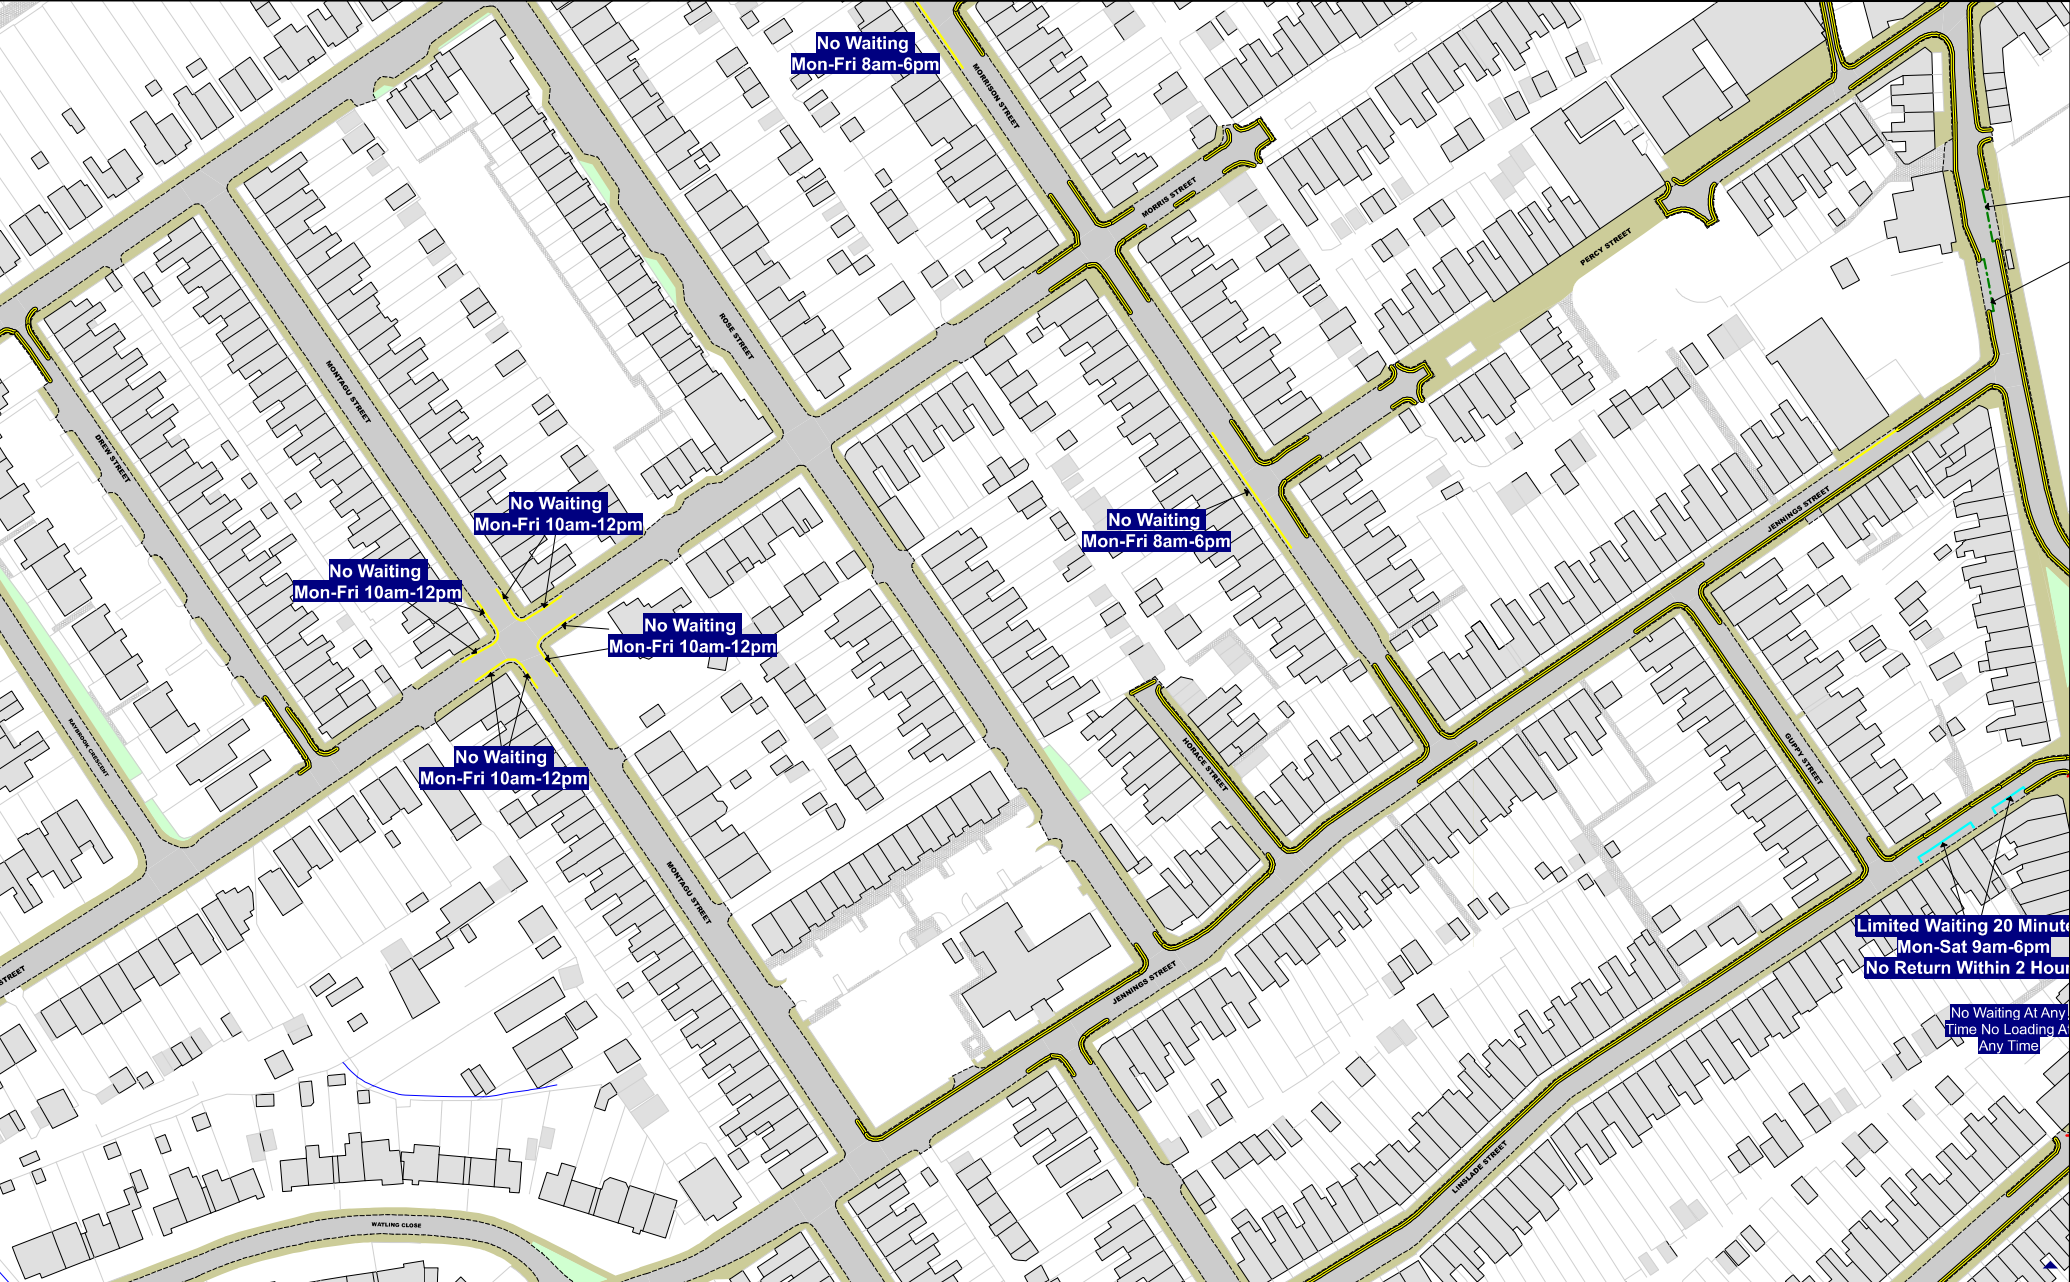 No Waiting
Mon-Fri 8am-6pm
MORRISON STREET
MORRIS STREET
PERCY STREET
ROSE STREET
MONTAGU STREET
DREW STREET
No Waiting
Mon-Fri 10am-12pm
No Waiting
Mon-Fri 8am-6pm
JENNINGS STREET
No Waiting
Mon-Fri 10am-12pm
No Waiting
Mon-Fri 10am-12pm
RAYBROOK CRESCENT
HORACE STREET
GUPPY STREET
No Waiting
Mon-Fri 10am-12pm
MONTAGU STREET
Limited Waiting 20 Minute
Mon-Sat 9am-6pm
No Return Within 2 Hour
STREET
JENNINGS STREET
No Waiting At Any
Time No Loading At
Any Time
LINSLADE STREET
WATLING CLOSE